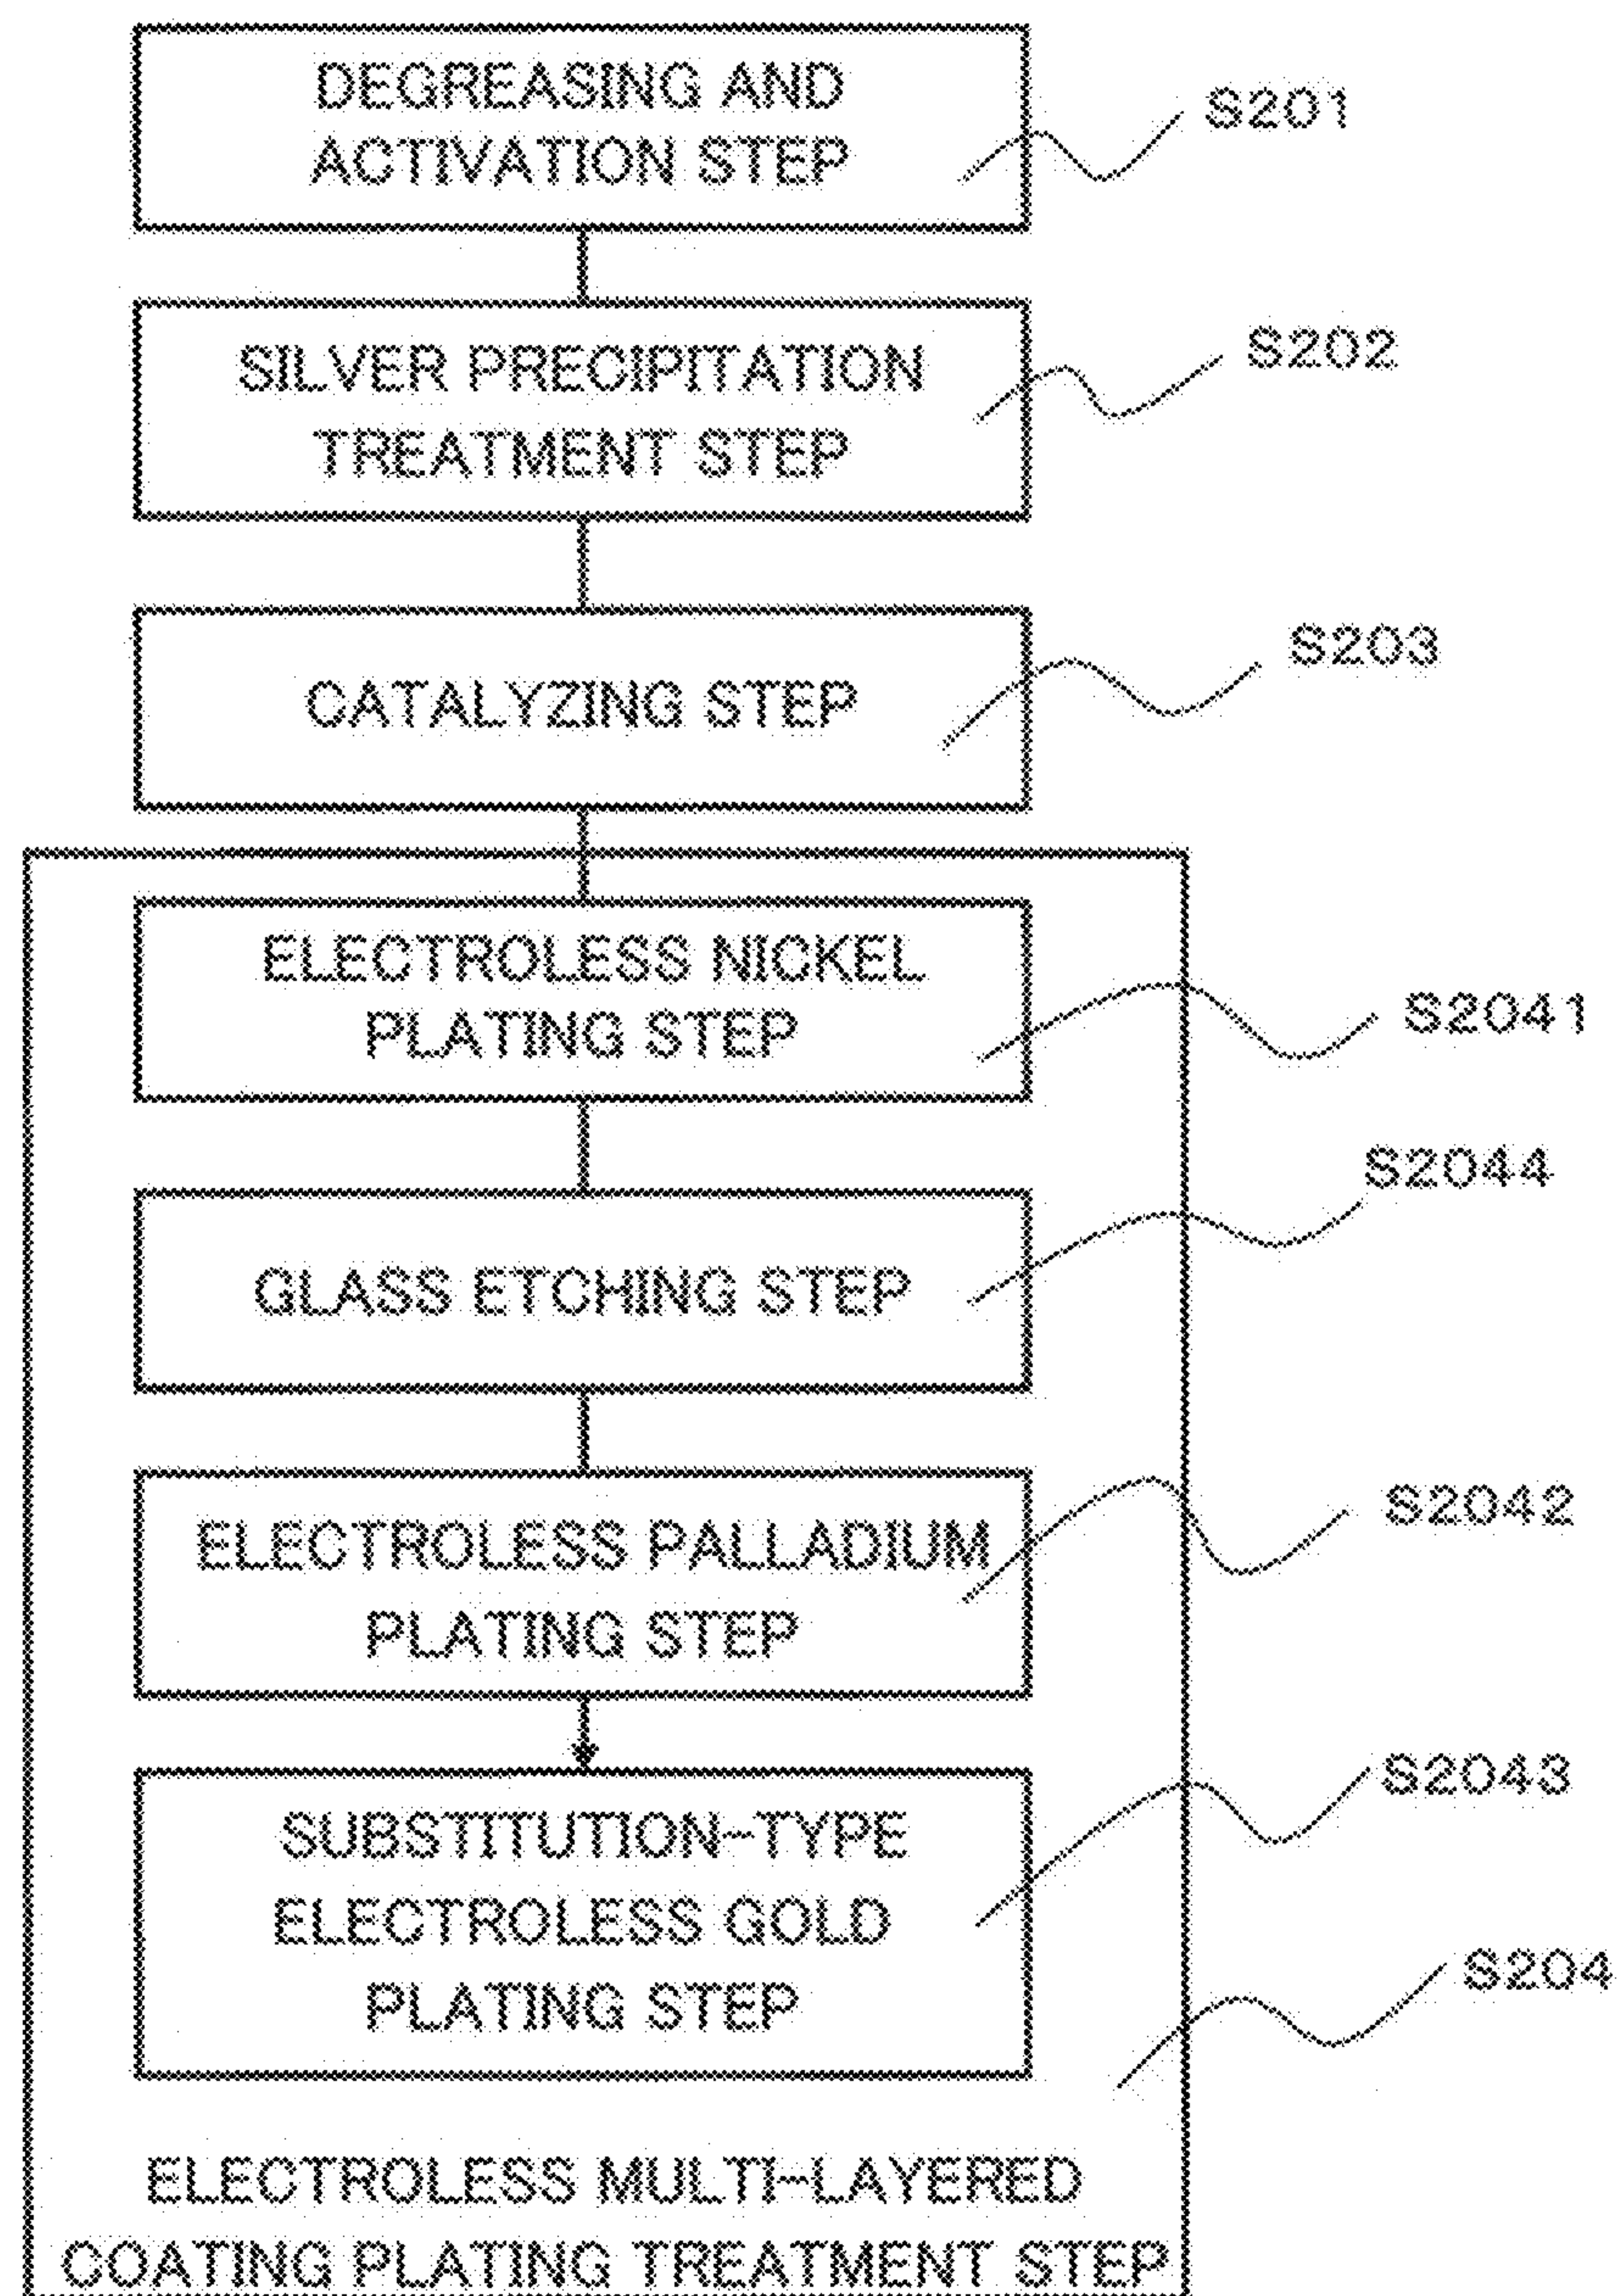 DEGREASING AND
ACTIVATION STEP
S201
SILVER PRECIPITATION
TREATMENT STEP
S202
CATALYZING STEP
S203
ELECTROLESS NICKEL
PLATING STEP
S2041
GLASS ETCHING STEP
S2044
ELECTROLESS PALLADIUM
PLATING STEP
S2042
SUBSTITUTION-TYPE
ELECTROLESS GOLD
PLATING STEP
S2043
S204
ELECTROLESS MULTI-LAYERED
COATING PLATING TREATMENT STEP